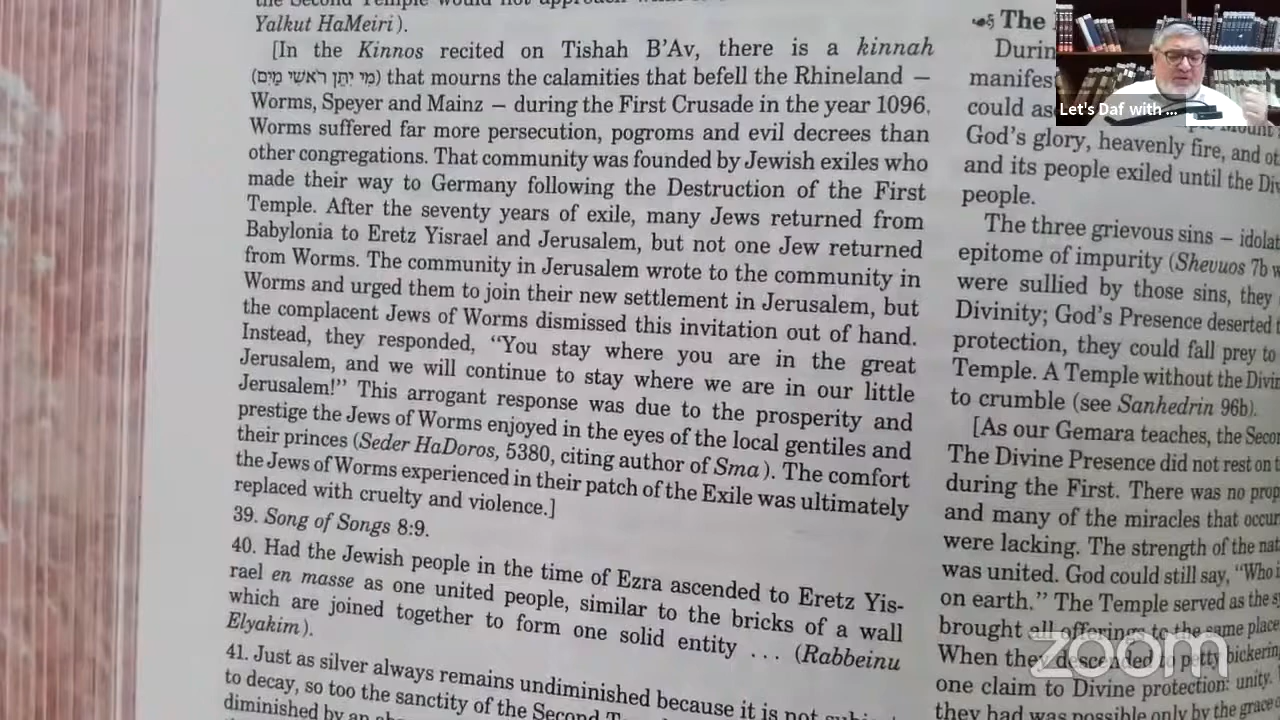 the Second Temple would not approach
Yalkut HaMeiri).
[In the Kinnos recited on Tishah B'Av, there is a kinnah
(מִי יִתֵּן רֹאשִׁי מַיִם) that mourns the calamities that befell the Rhineland —
Worms, Speyer and Mainz — during the First Crusade in the year 1096.
Worms suffered far more persecution, pogroms and evil decrees than
other congregations. That community was founded by Jewish exiles who
made their way to Germany following the Destruction of the First
Temple. After the seventy years of exile, many Jews returned from
Babylonia to Eretz Yisrael and Jerusalem, but not one Jew returned
from Worms. The community in Jerusalem wrote to the community in
Worms and urged them to join their new settlement in Jerusalem, but
the complacent Jews of Worms dismissed this invitation out of hand.
Instead, they responded, “You stay where you are in the great
Jerusalem, and we will continue to stay where we are in our little
Jerusalem!” This arrogant response was due to the prosperity and
prestige the Jews of Worms enjoyed in the eyes of the local gentiles and
their princes (Seder HaDoros, 5380, citing author of Sma). The comfort
the Jews of Worms experienced in their patch of the Exile was ultimately
replaced with cruelty and violence.]
39. Song of Songs 8:9.
40. Had the Jewish people in the time of Ezra ascended to Eretz Yis-
rael en masse as one united people, similar to the bricks of a wall
which are joined together to form one solid entity ... (Rabbeinu
Elyakim).
41. Just as silver always remains undiminished because it is not
to decay, so too the sanctity of the Second
diminished by an
The
Durin
manifes
could as
God's glory, heavenly fire, and ot
and its people exiled until the Div
people.
The three grievous sins – idolat
epitome of impurity (Shevuos 7b w
were sullied by those sins, they
Divinity; God's Presence deserted
protection, they could fall prey to
Temple. A Temple without the Divin
to crumble (see Sanhedrin 96b).
[As our Gemara teaches, the Secon
The Divine Presence did not rest on t
during the First. There was no prop
and many of the miracles that occur
were lacking. The strength of the nat
was united. God could still say, “Who i
on earth.” The Temple served as the s
brought all offerings to the same place
When they descended to petty bickerin
one claim to Divine protection: unity.
they had was possible only by the grace
Let's Daf with ...
zoom